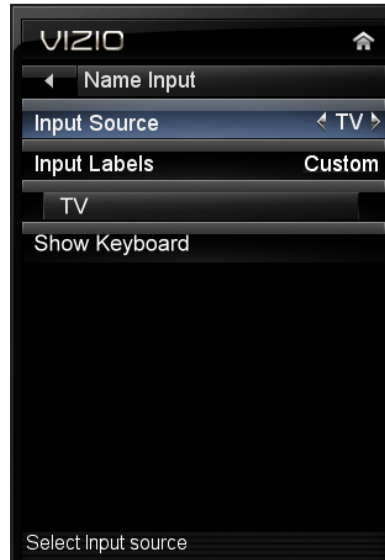 VIZIO
Name Input
Input Source TV
Input Labels Custom
TV
Show Keyboard
Select Input source